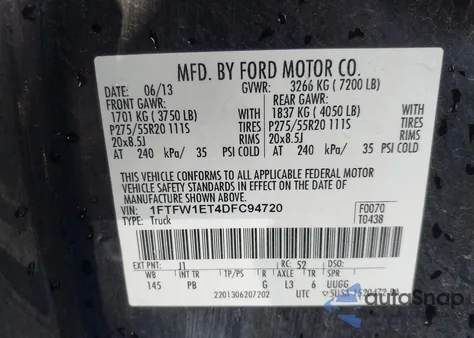 MFD. BY FORD MOTOR CO.
DATE: 06/13 GVWR: 3266 KG ( 7200 LB)
FRONT GAWR: REAR GAWR:
1701 KG ( 3750 LB) WITH 1837 KG ( 4050 LB) WITH
P275/55R20 111S TIRES P275/55R20 111S TIRES
20x8.5J RIMS 20x8.5J RIMS
AT 240 kPa/ 35 PSI COLD AT 240 kPa/ 35 PSI COLD
THIS VEHICLE CONFORMS TO ALL APPLICABLE FEDERAL MOTOR
VEHICLE SAFETY AND THEFT PREVENTION STANDARDS IN EFFECT
ON THE DATE OF MANUFACTURE SHOWN ABOVE.
VIN: 1FTFW1ET4DFC94720 F0070
TYPE: Truck T0438
EXT PNT: J1 RC: 52 DSO:
WB INT TR TP/PS R AXLE TR SPR
145 PB G L3 6 UUGG
2201306207202 UTC
autoSnap